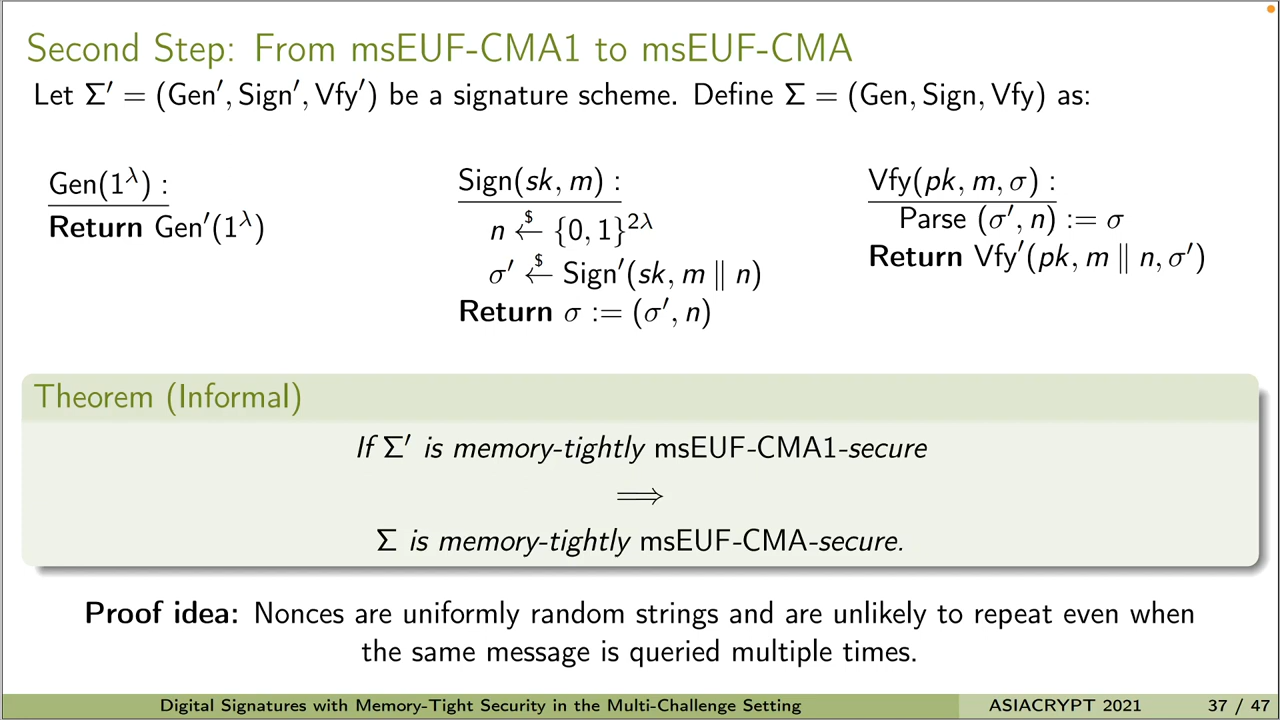 Second Step: From msEUF-CMA1 to msEUF-CMA
Let Σ′ = (Gen′, Sign′, Vfy′) be a signature scheme. Define Σ = (Gen, Sign, Vfy) as:
Gen(1^λ) :
Return Gen′(1^λ)
Sign(sk, m) :
n ←$ {0, 1}^2λ
σ′ ←$ Sign′(sk, m ∥ n)
Return σ := (σ′, n)
Vfy(pk, m, σ) :
Parse (σ′, n) := σ
Return Vfy′(pk, m ∥ n, σ′)
Theorem (Informal)
If Σ′ is memory-tightly msEUF-CMA1-secure
⟹
Σ is memory-tightly msEUF-CMA-secure.
Proof idea: Nonces are uniformly random strings and are unlikely to repeat even when
the same message is queried multiple times.
Digital Signatures with Memory-Tight Security in the Multi-Challenge Setting
ASIACRYPT 2021
37 / 47